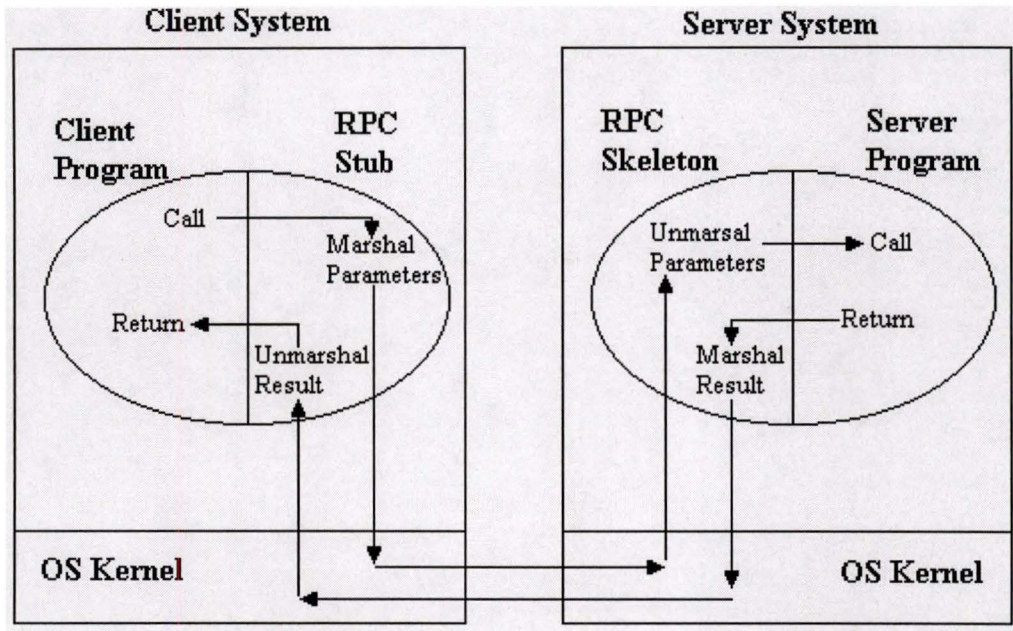 Client System
Server System
Client
Program
RPC
Stub
RPC
Skeleton
Server
Program
Call
Marshal
Parameters
Return
Unmarshal
Result
Unmarsal
Parameters
Call
Return
Marshal
Result
OS Kernel
OS Kernel